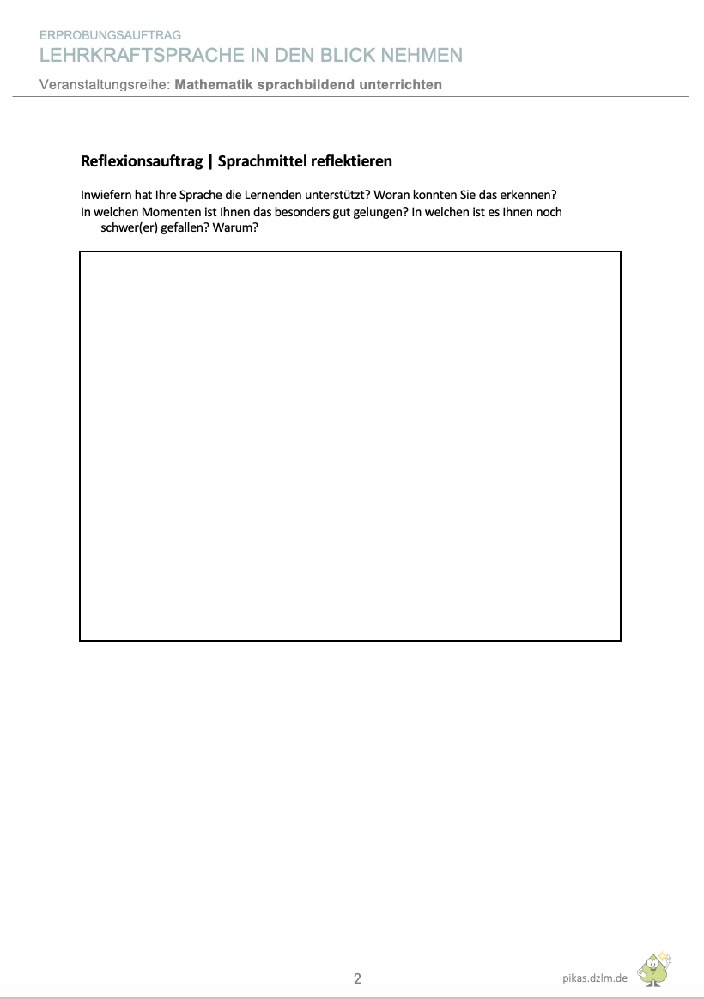 ERPROBUNGSAUFTRAG
LEHRKRAFTSPRACHE IN DEN BLICK NEHMEN
Veranstaltungsreihe: Mathematik sprachbildend unterrichten
Reflexionsauftrag | Sprachmittel reflektieren
Inwiefern hat Ihre Sprache die Lernenden unterstützt? Woran konnten Sie das erkennen?
In welchen Momenten ist Ihnen das besonders gut gelungen? In welchen ist es Ihnen noch
schwer(er) gefallen? Warum?
2
pikas.dzlm.de